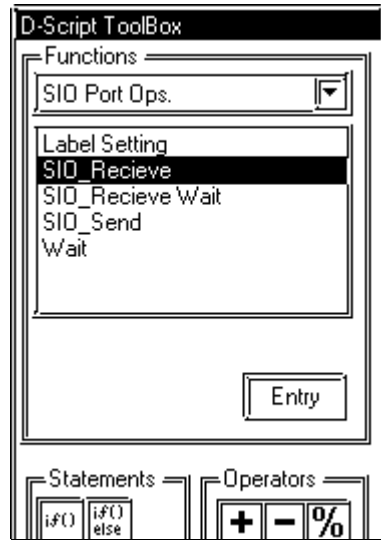 D-Script ToolBox
Functions
SIO Port Ops.
Label Setting
SIO_Recieve
SIO_Recieve Wait
SIO_Send
Wait
Entry
Statements Operators
if() if() else + - %